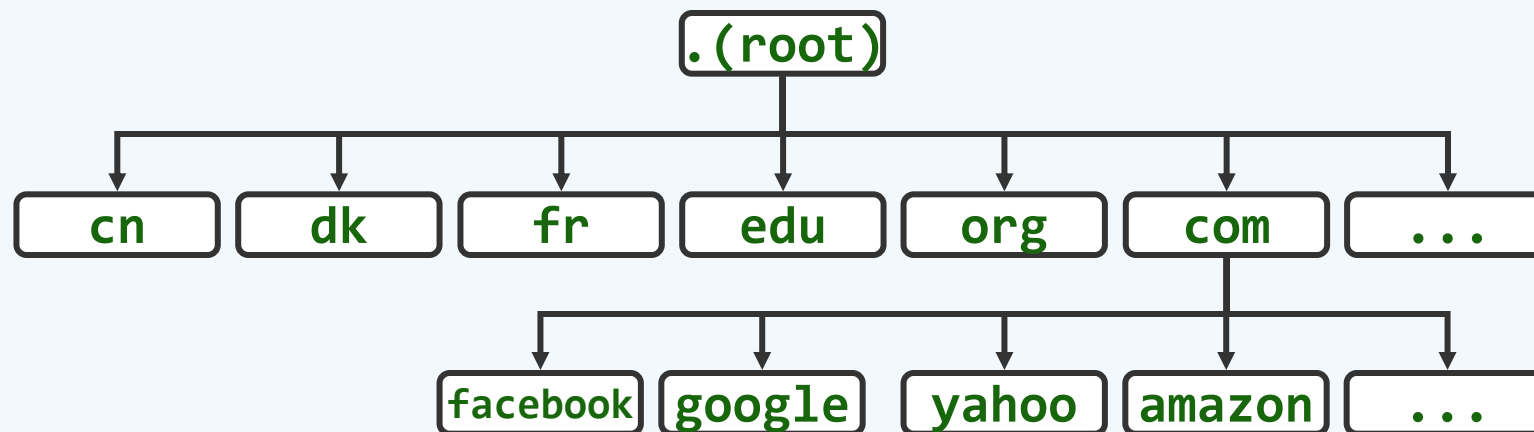 .(root)
cn dk fr edu org com ...
facebook google yahoo amazon ...